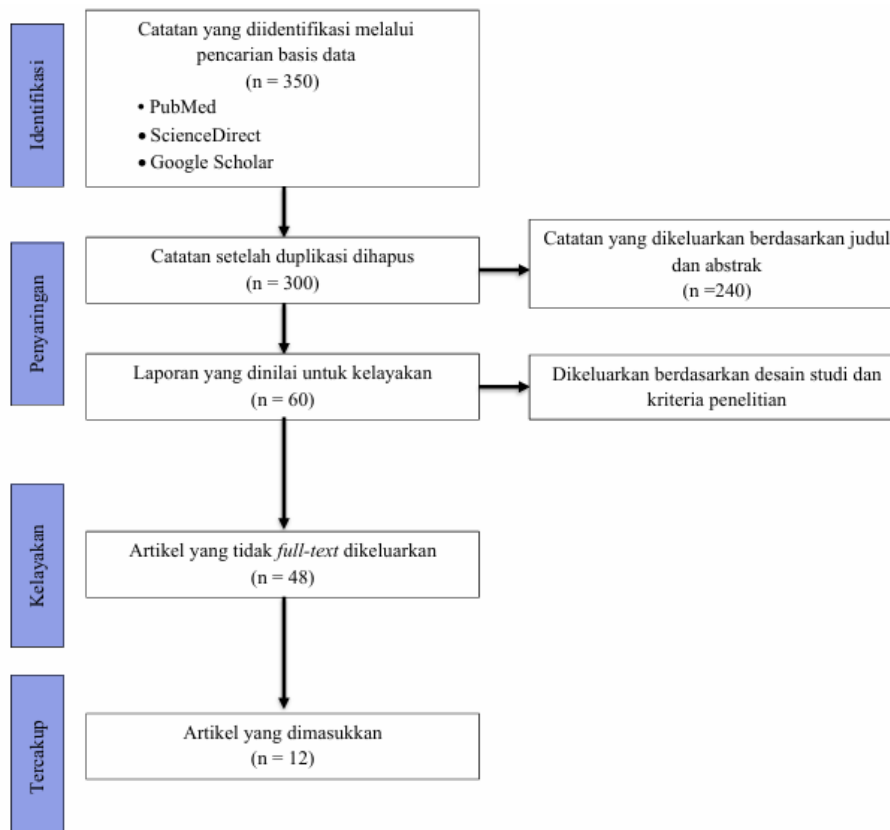 Identifikasi
Catatan yang diidentifikasi melalui
pencarian basis data
(n = 350)
• PubMed
• ScienceDirect
• Google Scholar
Penyaringan
Catatan setelah duplikasi dihapus
(n = 300)
Catatan yang dikeluarkan berdasarkan judul
dan abstrak
(n =240)
Laporan yang dinilai untuk kelayakan
(n = 60)
Dikeluarkan berdasarkan desain studi dan
kriteria penelitian
Kelayakan
Artikel yang tidak full-text dikeluarkan
(n = 48)
Tercakup
Artikel yang dimasukkan
(n = 12)